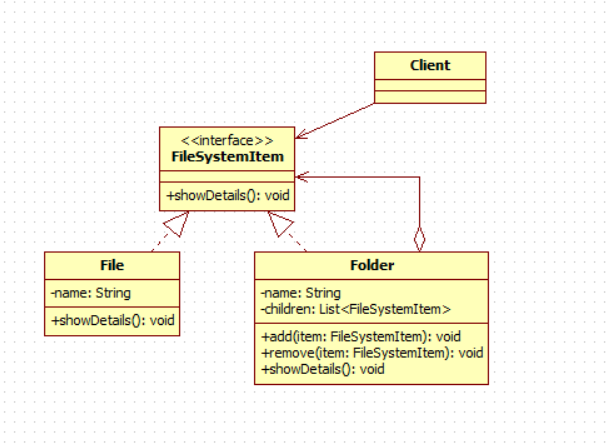 Client
<<interface>>
FileSystemItem
+showDetails(): void
File
-name: String
+showDetails(): void
Folder
-name: String
-children: List<FileSystemItem>
+add(item: FileSystemItem): void
+remove(item: FileSystemItem): void
+showDetails(): void